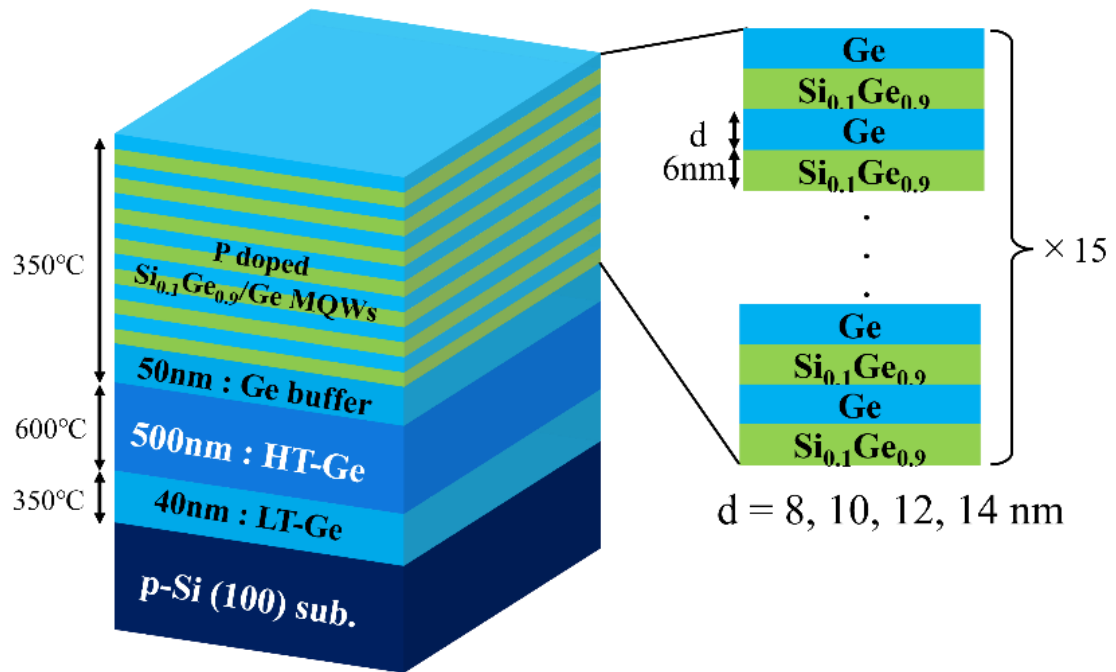 350℃
600℃
350℃
P doped
Si₀.₁Ge₀.₉/Ge MQWs
50nm : Ge buffer
500nm : HT-Ge
40nm : LT-Ge
p-Si (100) sub.
Ge
Si₀.₁Ge₀.₉
Ge
Si₀.₁Ge₀.₉
d
6nm
.
.
.
Ge
Si₀.₁Ge₀.₉
Ge
Si₀.₁Ge₀.₉
× 15
d = 8, 10, 12, 14 nm